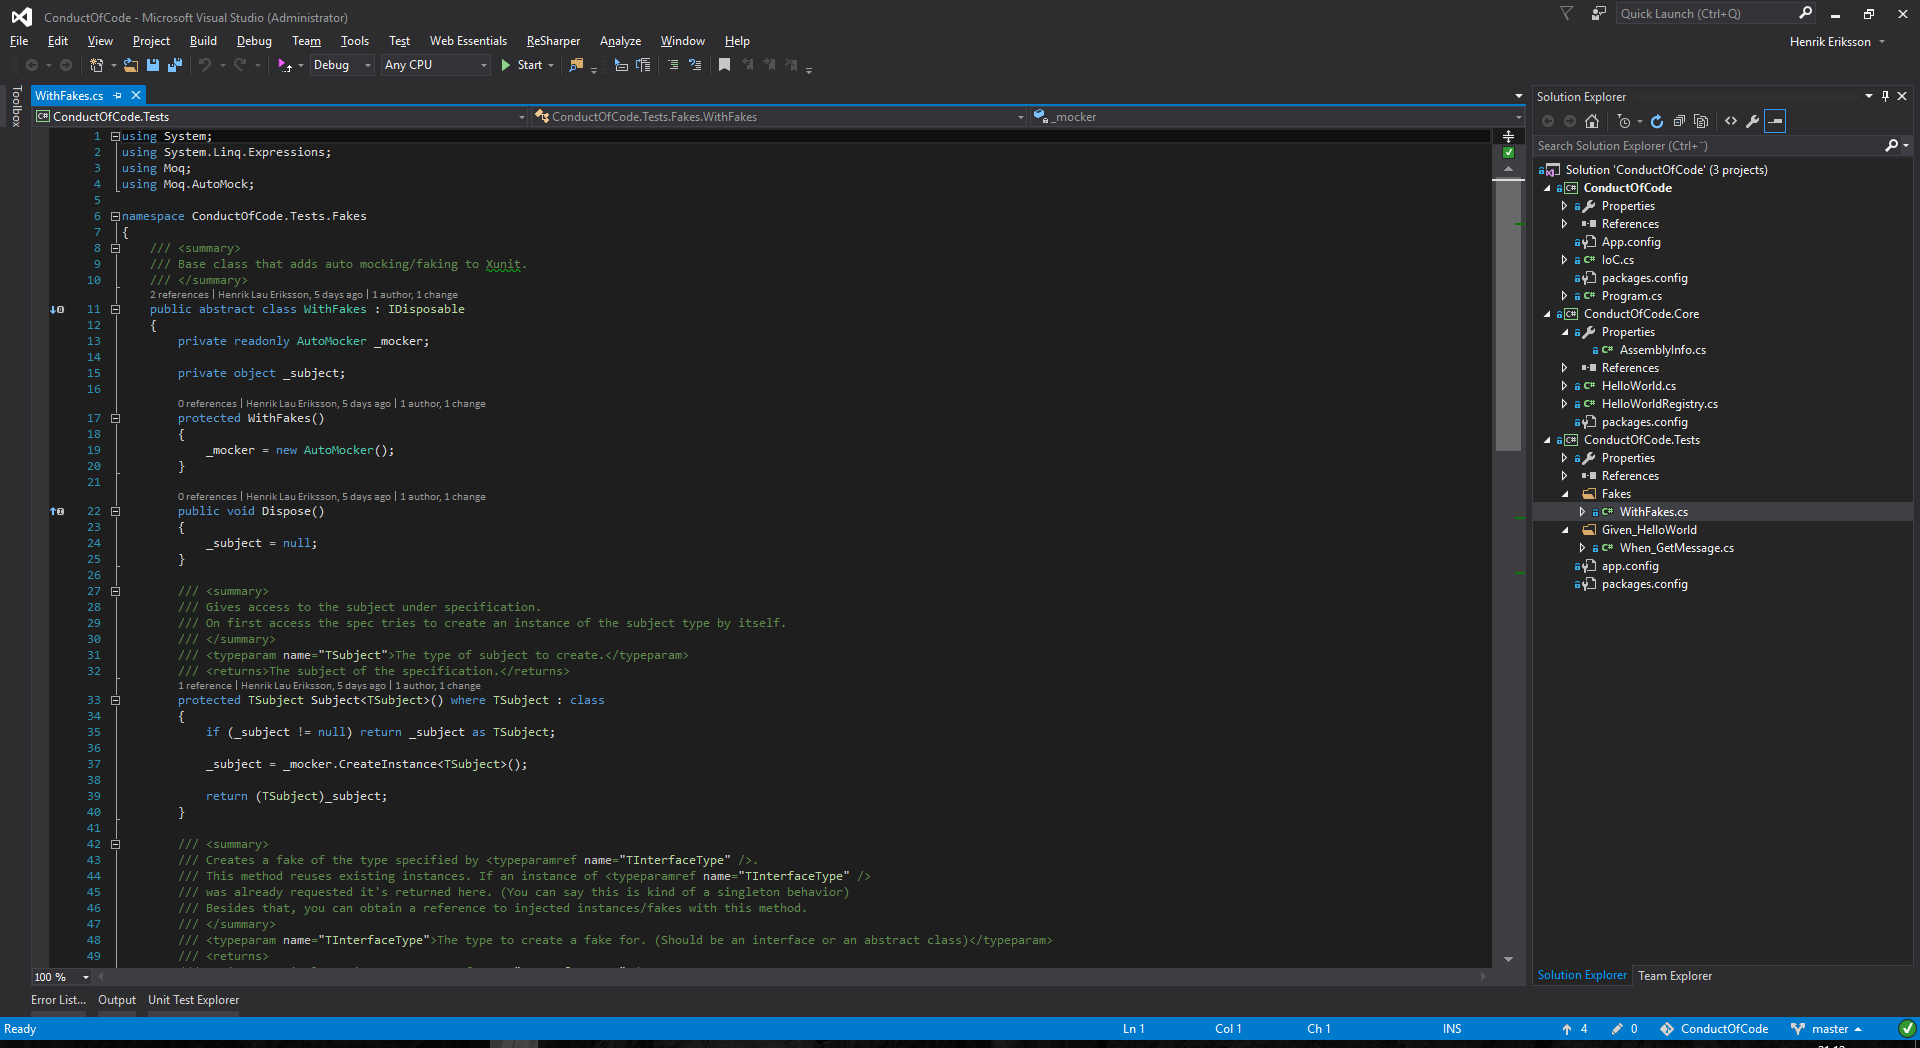 ConductOfCode - Microsoft Visual Studio (Administrator)
Quick Launch (Ctrl+Q)
File Edit View Project Build Debug Team Tools Test Web Essentials ReSharper Analyze Window Help
Henrik Eriksson
Debug Any CPU Start
Toolbox
WithFakes.cs
ConductOfCode.Tests
ConductOfCode.Tests.Fakes.WithFakes
_mocker
1 using System;
2 using System.Linq.Expressions;
3 using Moq;
4 using Moq.AutoMock;
5
6 namespace ConductOfCode.Tests.Fakes
7 {
8 /// <summary>
9 /// Base class that adds auto mocking/faking to Xunit.
10 /// </summary>
2 references | Henrik Lau Eriksson, 5 days ago | 1 author, 1 change
11 public abstract class WithFakes : IDisposable
12 {
13 private readonly AutoMocker _mocker;
14
15 private object _subject;
16
0 references | Henrik Lau Eriksson, 5 days ago | 1 author, 1 change
17 protected WithFakes()
18 {
19 _mocker = new AutoMocker();
20 }
21
0 references | Henrik Lau Eriksson, 5 days ago | 1 author, 1 change
22 public void Dispose()
23 {
24 _subject = null;
25 }
26
27 /// <summary>
28 /// Gives access to the subject under specification.
29 /// On first access the spec tries to create an instance of the subject type by itself.
30 /// </summary>
31 /// <typeparam name="TSubject">The type of subject to create.</typeparam>
32 /// <returns>The subject of the specification.</returns>
1 reference | Henrik Lau Eriksson, 5 days ago | 1 author, 1 change
33 protected TSubject Subject<TSubject>() where TSubject : class
34 {
35 if (_subject != null) return _subject as TSubject;
36
37 _subject = _mocker.CreateInstance<TSubject>();
38
39 return (TSubject)_subject;
40 }
41
42 /// <summary>
43 /// Creates a fake of the type specified by <typeparamref name="TInterfaceType" />.
44 /// This method reuses existing instances. If an instance of <typeparamref name="TInterfaceType" />
45 /// was already requested it's returned here. (You can say this is kind of a singleton behavior)
46 /// Besides that, you can obtain a reference to injected instances/fakes with this method.
47 /// </summary>
48 /// <typeparam name="TInterfaceType">The type to create a fake for. (Should be an interface or an abstract class)</typeparam>
49 /// <returns>
100 %
Solution Explorer
Search Solution Explorer (Ctrl+¨)
Solution 'ConductOfCode' (3 projects)
ConductOfCode
Properties
References
App.config
IoC.cs
packages.config
Program.cs
ConductOfCode.Core
Properties
AssemblyInfo.cs
References
HelloWorld.cs
HelloWorldRegistry.cs
packages.config
ConductOfCode.Tests
Properties
References
Fakes
WithFakes.cs
Given_HelloWorld
When_GetMessage.cs
app.config
packages.config
Solution Explorer Team Explorer
Error List... Output Unit Test Explorer
Ready Ln 1 Col 1 Ch 1 INS 4 0 ConductOfCode master